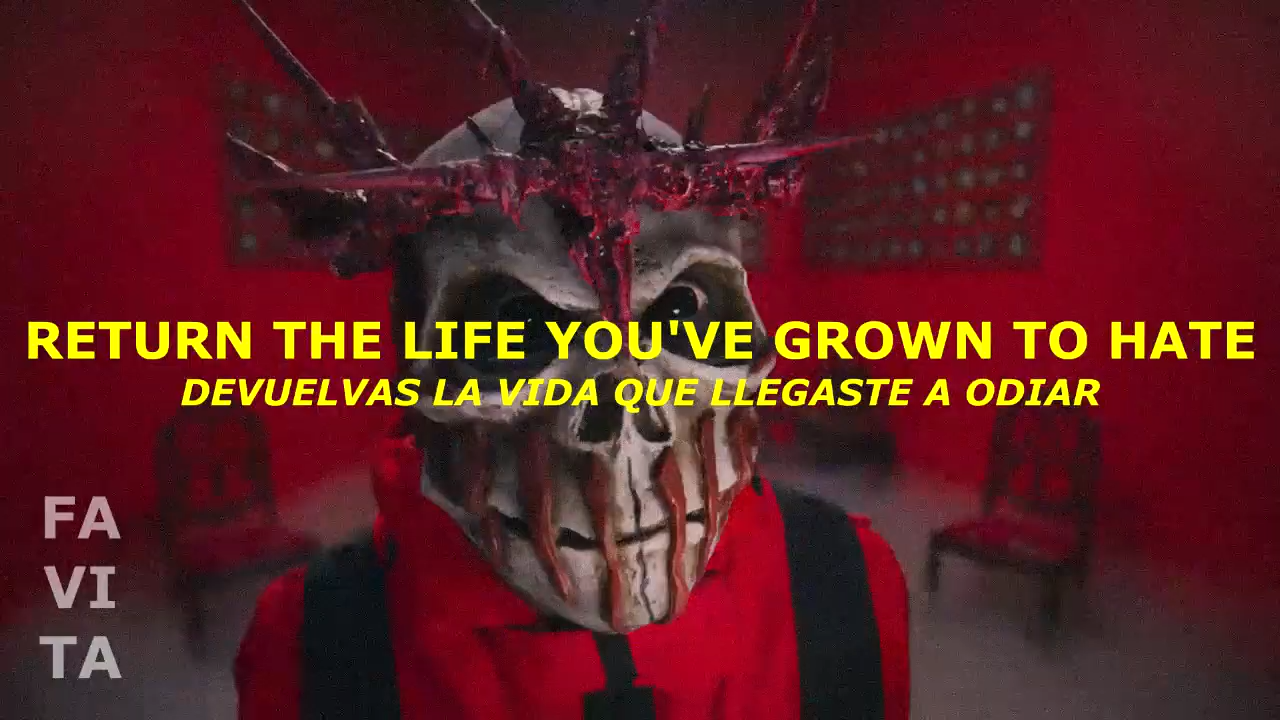 RETURN THE LIFE YOU'VE GROWN TO HATE
DEVUELVAS LA VIDA QUE LLEGASTE A ODIAR
FA
VI
TA